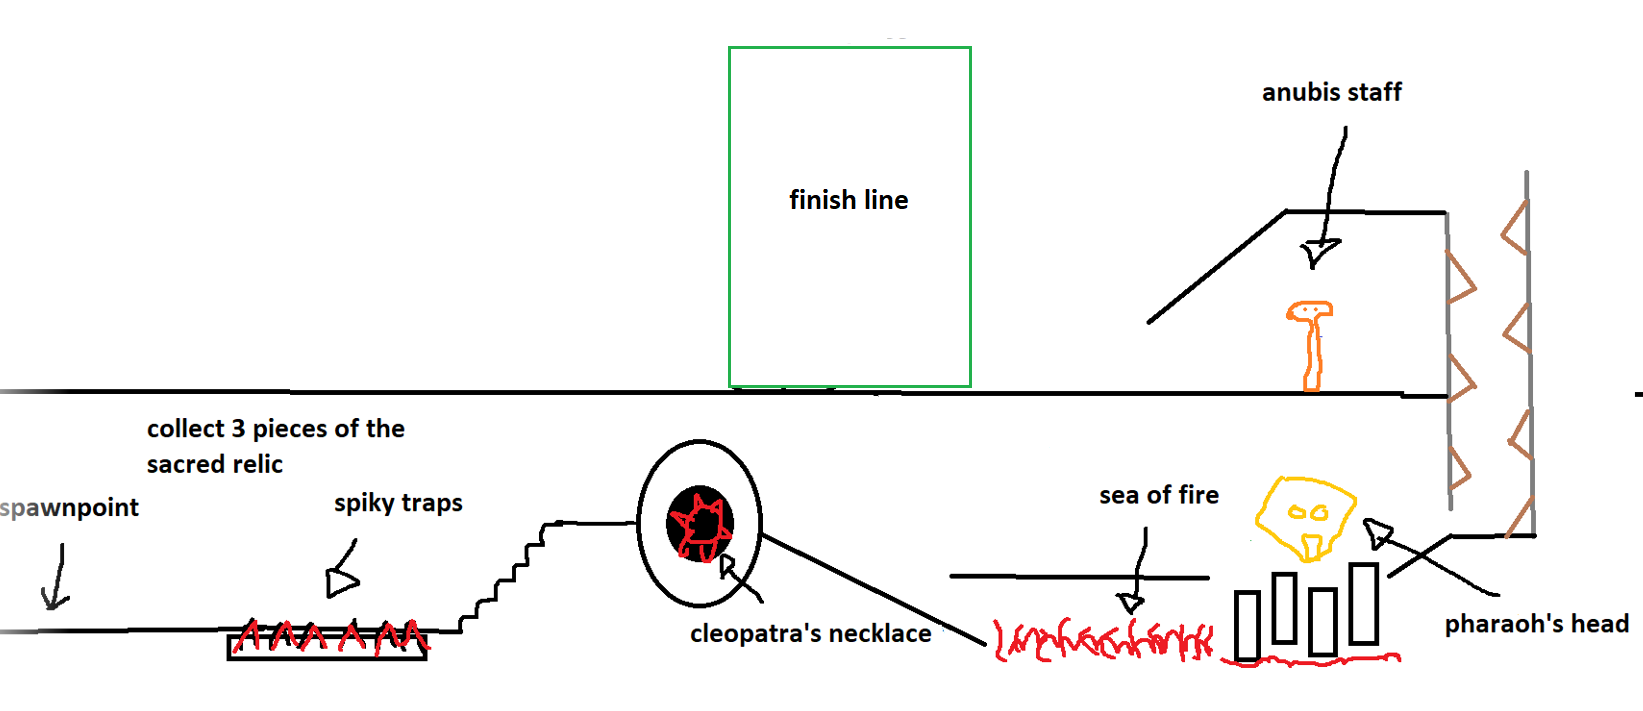 anubis staff
finish line
collect 3 pieces of the
sacred relic
spawnpoint
spiky traps
sea of fire
cleopatra's necklace
pharaoh's head